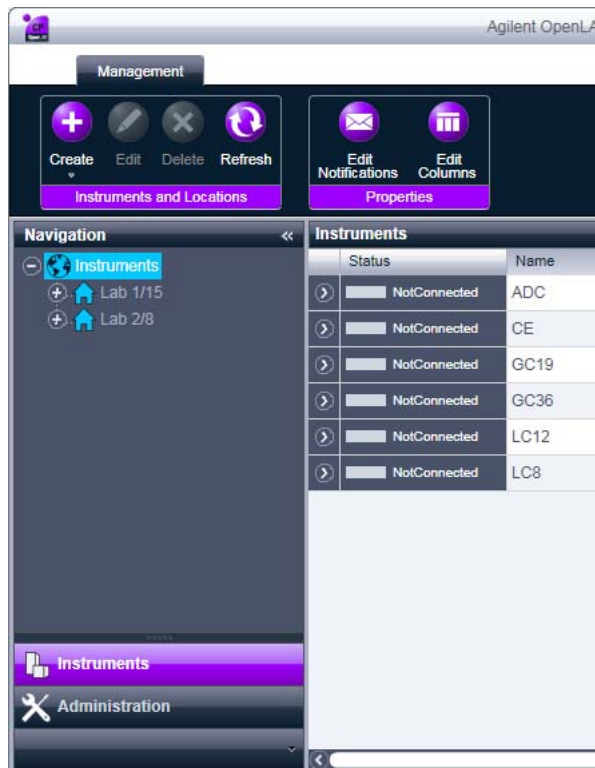 Agilent OpenLA
Management
Create Edit Delete Refresh
Edit Notifications
Edit Columns
Instruments and Locations
Properties
Navigation «
Instruments
Lab 1/15
Lab 2/8
Instruments
Administration
Instruments
Status Name
NotConnected ADC
NotConnected CE
NotConnected GC19
NotConnected GC36
NotConnected LC12
NotConnected LC8